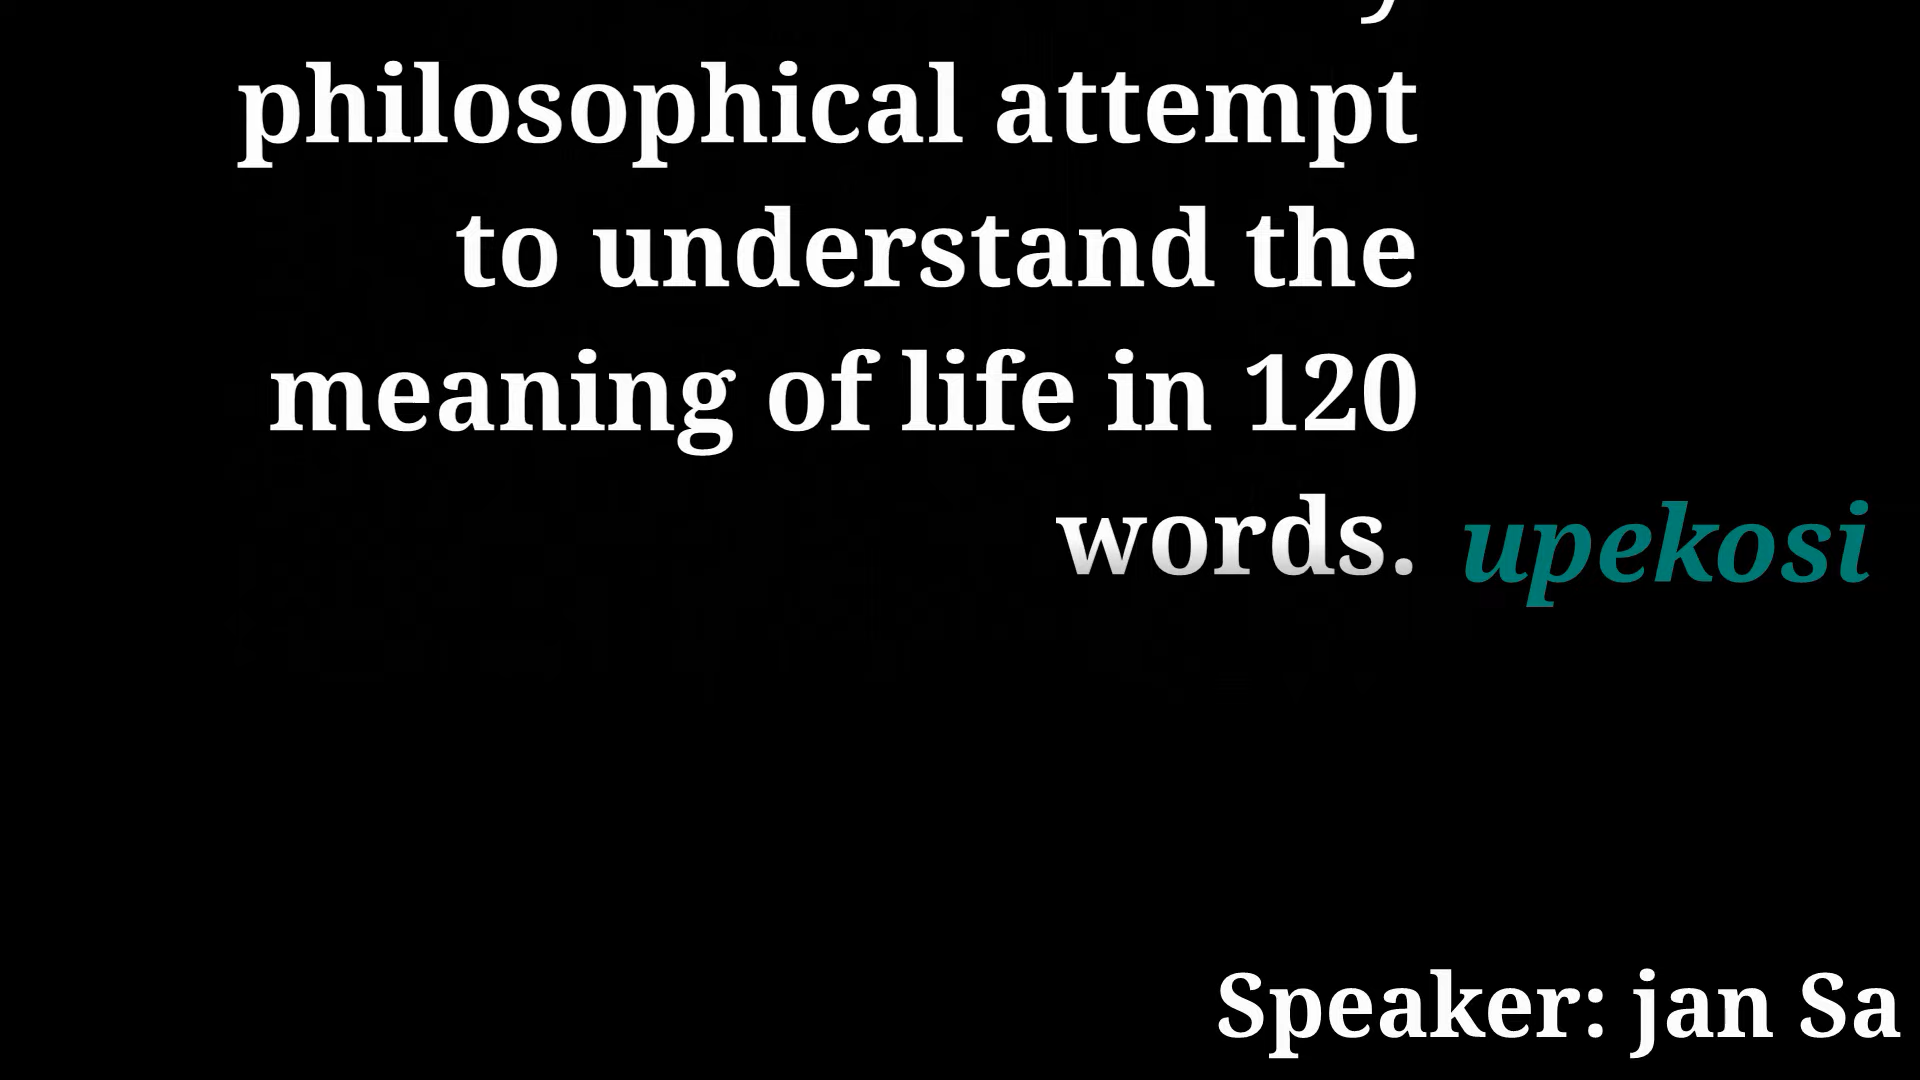 philosophical attempt
to understand the
meaning of life in 120
words. upekosi
Speaker: jan Sa